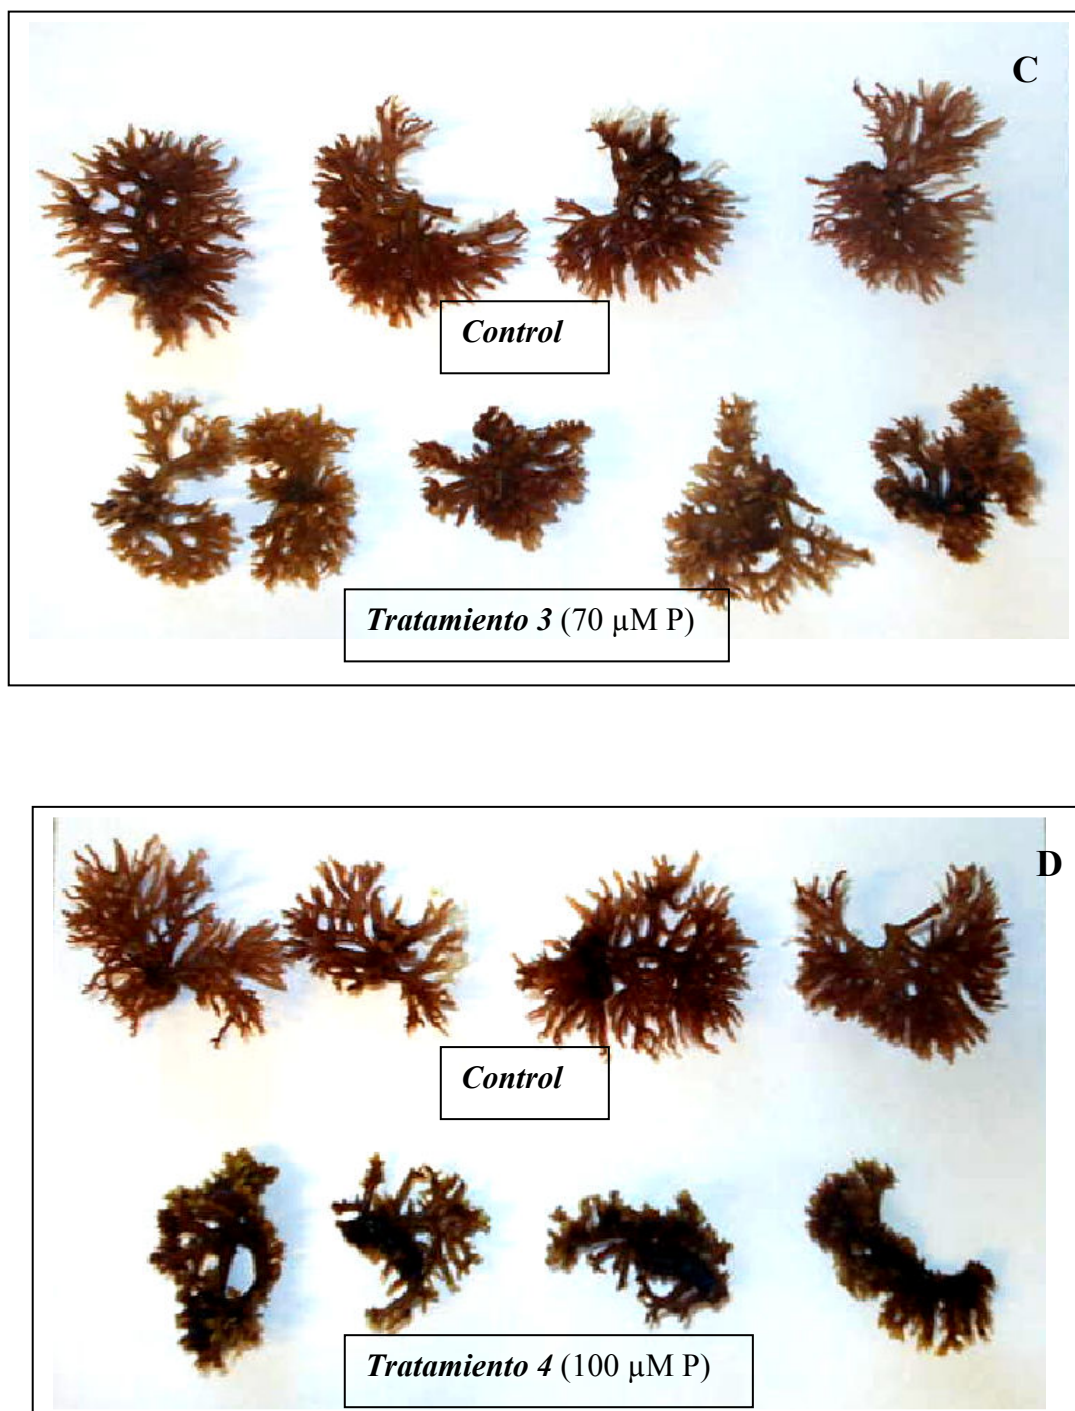 C
Control
Tratamiento 3 (70 µM P)
D
Control
Tratamiento 4 (100 µM P)